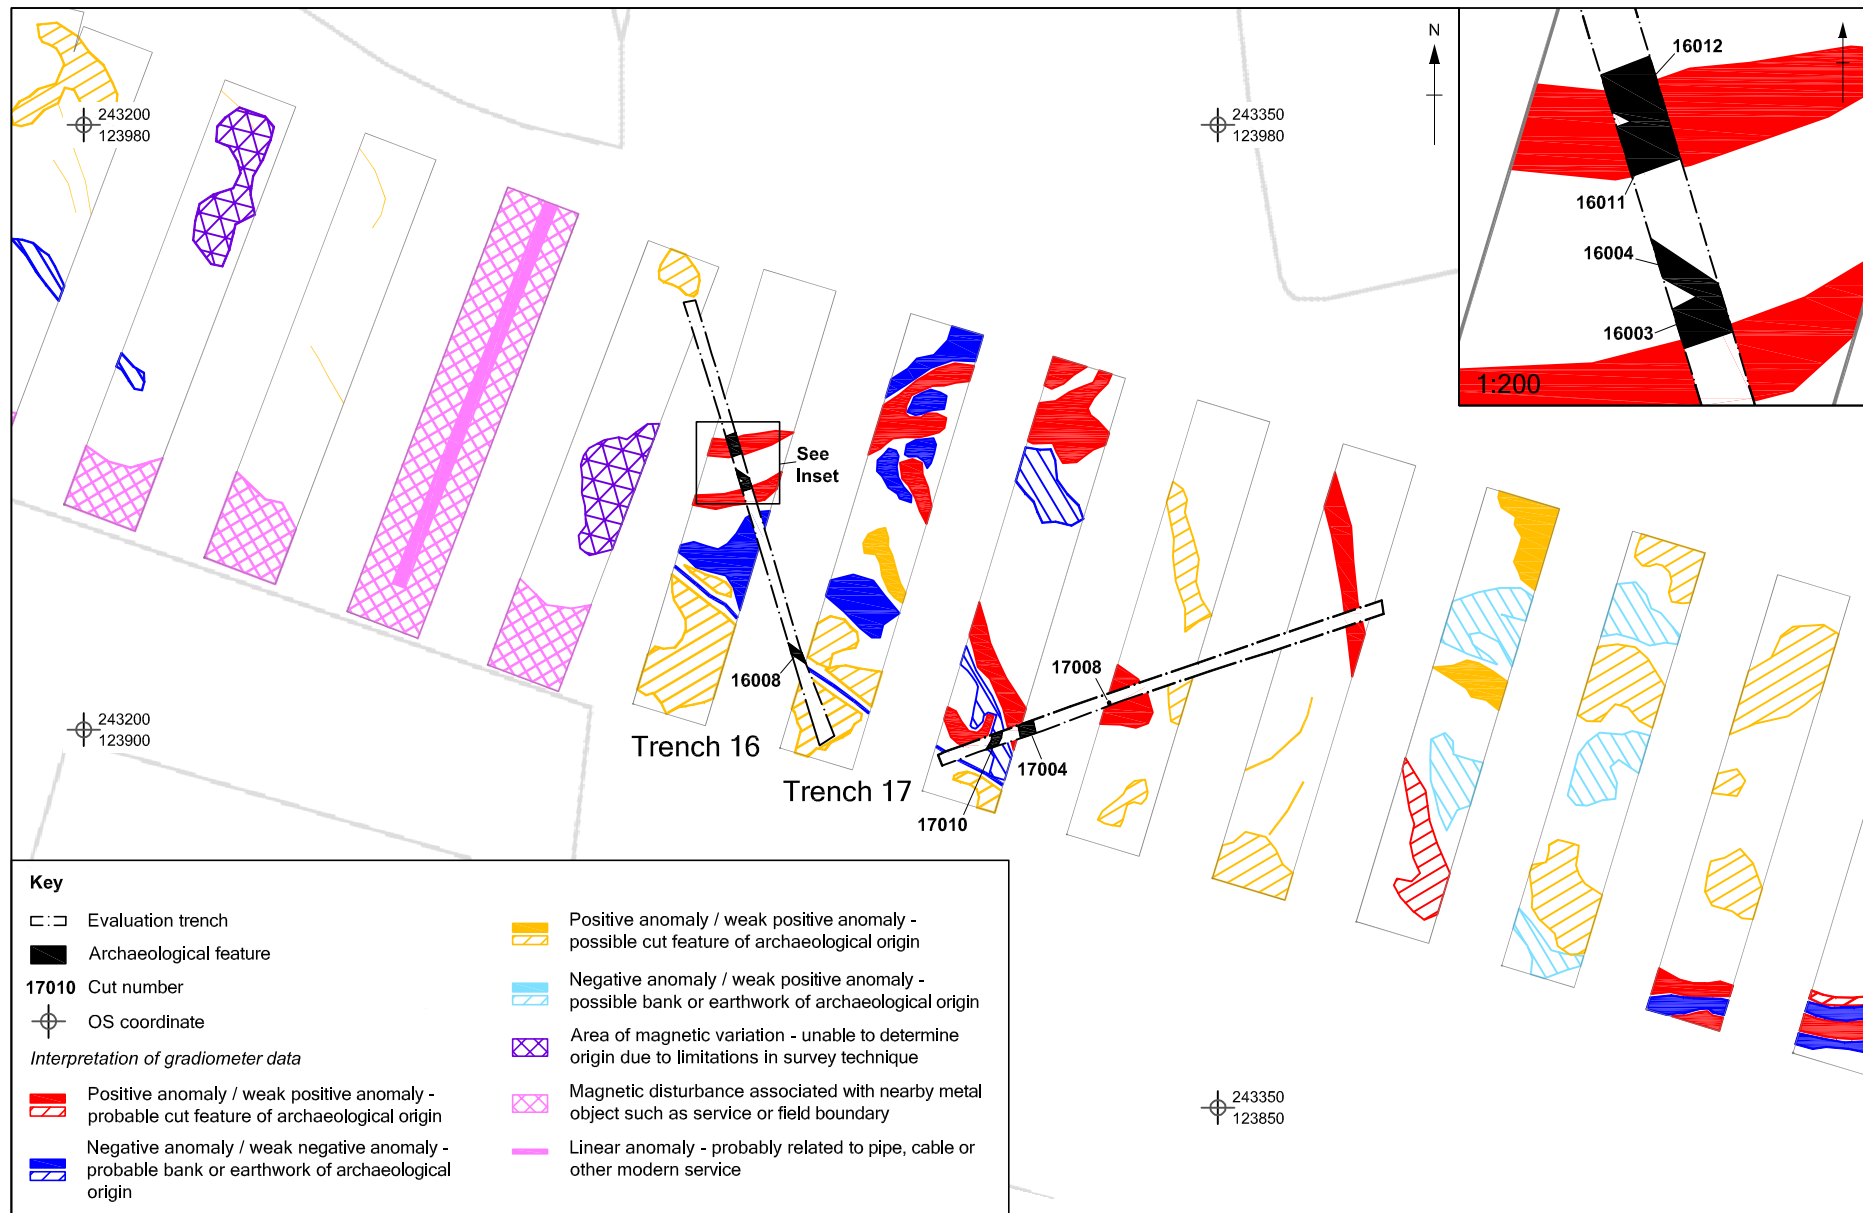 N
16012
16011
16004
16003
1:200
243200
123980
243350
123980
See
Inset
16008
Trench 16
243200
123900
17008
17004
Trench 17
17010
243350
123850
Key
Evaluation trench
Archaeological feature
17010 Cut number
OS coordinate
Interpretation of gradiometer data
Positive anomaly / weak positive anomaly -
probable cut feature of archaeological origin
Negative anomaly / weak negative anomaly -
probable bank or earthwork of archaeological
origin
Positive anomaly / weak positive anomaly -
possible cut feature of archaeological origin
Negative anomaly / weak positive anomaly -
possible bank or earthwork of archaeological origin
Area of magnetic variation - unable to determine
origin due to limitations in survey technique
Magnetic disturbance associated with nearby metal
object such as service or field boundary
Linear anomaly - probably related to pipe, cable or
other modern service